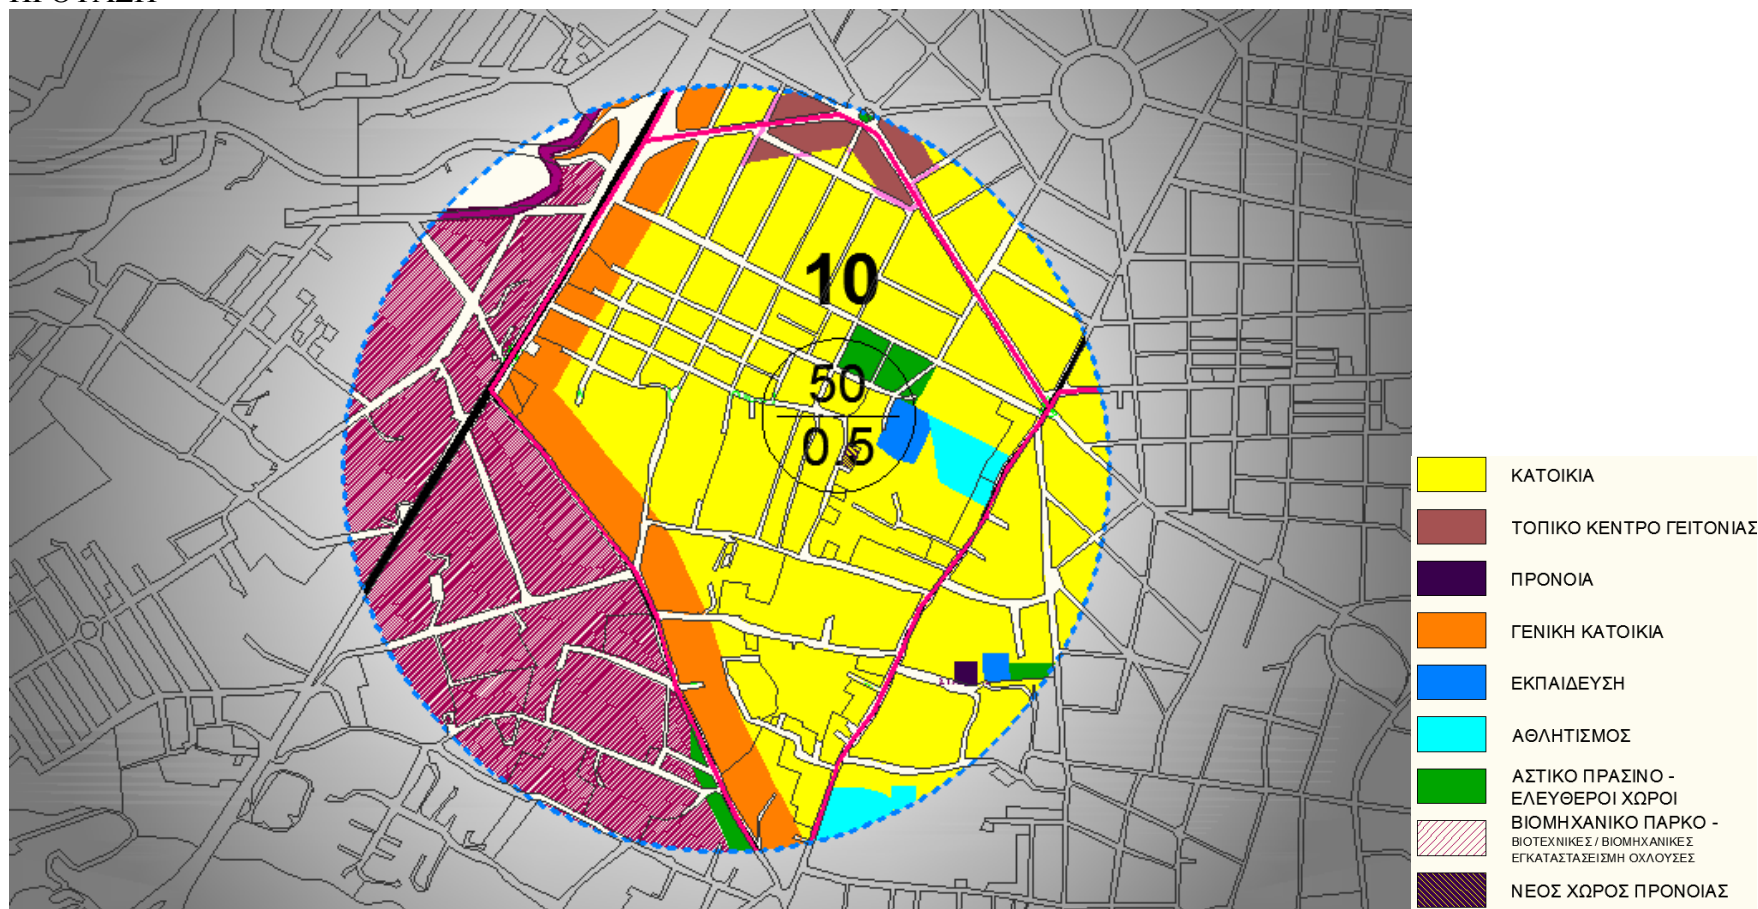 ΠΡΟΤΑΣΗ
10
50
0.5
ΚΑΤΟΙΚΙΑ
ΤΟΠΙΚΟ ΚΕΝΤΡΟ ΓΕΙΤΟΝΙΑΣ
ΠΡΟΝΟΙΑ
ΓΕΝΙΚΗ ΚΑΤΟΙΚΙΑ
ΕΚΠΑΙΔΕΥΣΗ
ΑΘΛΗΤΙΣΜΟΣ
ΑΣΤΙΚΟ ΠΡΑΣΙΝΟ -
ΕΛΕΥΘΕΡΟΙ ΧΩΡΟΙ
ΒΙΟΜΗΧΑΝΙΚΟ ΠΑΡΚΟ -
ΒΙΟΤΕΧΝΙΚΕΣ / ΒΙΟΜΗΧΑΝΙΚΕΣ
ΕΓΚΑΤΑΣΤΑΣΕΙΣΜΗ ΟΧΛΟΥΣΕΣ
ΝΕΟΣ ΧΩΡΟΣ ΠΡΟΝΟΙΑΣ